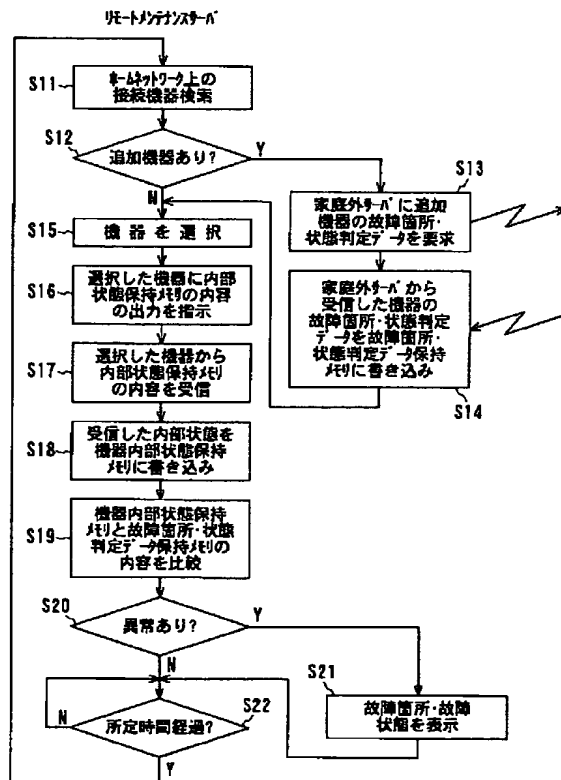 リモートメンテナンスサーバ
S11
ホームネットワーク上の
接続機器検索
S12
追加機器あり?
Y
N
S13
家庭外サーバに追加
機器の故障箇所・
状態判定データを要求
S15
機器を選択
S16
選択した機器に内部
状態保持メモリの内容
の出力を指示
家庭外サーバから
受信した機器の
故障箇所・状態判定
データを故障箇所・
状態判定データ保持
メモリに書き込み
S14
S17
選択した機器から
内部状態保持メモリ
の内容を受信
S18
受信した内部状態を
機器内部状態保持
メモリに書き込み
S19
機器内部状態保持
メモリと故障箇所・状態
判定データ保持メモリの
内容を比較
S20
異常あり?
Y
N
S21
故障箇所・故障
状態を表示
S22
所定時間経過?
N
Y